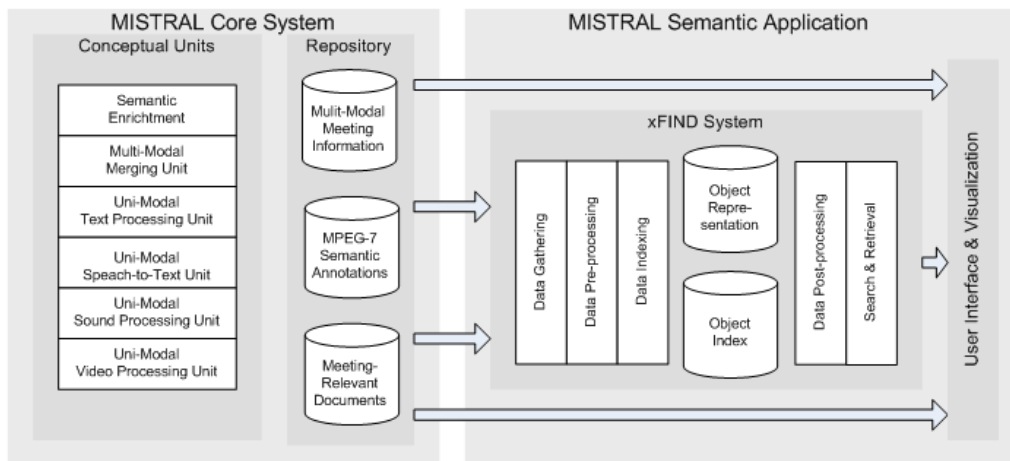 MISTRAL Core System
Conceptual Units
Semantic
Enrichment
Multi-Modal
Merging Unit
Uni-Modal
Text Processing Unit
Uni-Modal
Speach-to-Text Unit
Uni-Modal
Sound Processing Unit
Uni-Modal
Video Processing Unit
Repository
Mulit-Modal
Meeting
Information
MPEG-7
Semantic
Annotations
Meeting-
Relevant
Documents
MISTRAL Semantic Application
xFIND System
Data Gathering
Data Pre-processing
Data Indexing
Object
Repre-
sentation
Object
Index
Data Post-processing
Search & Retrieval
User Interface & Visualization